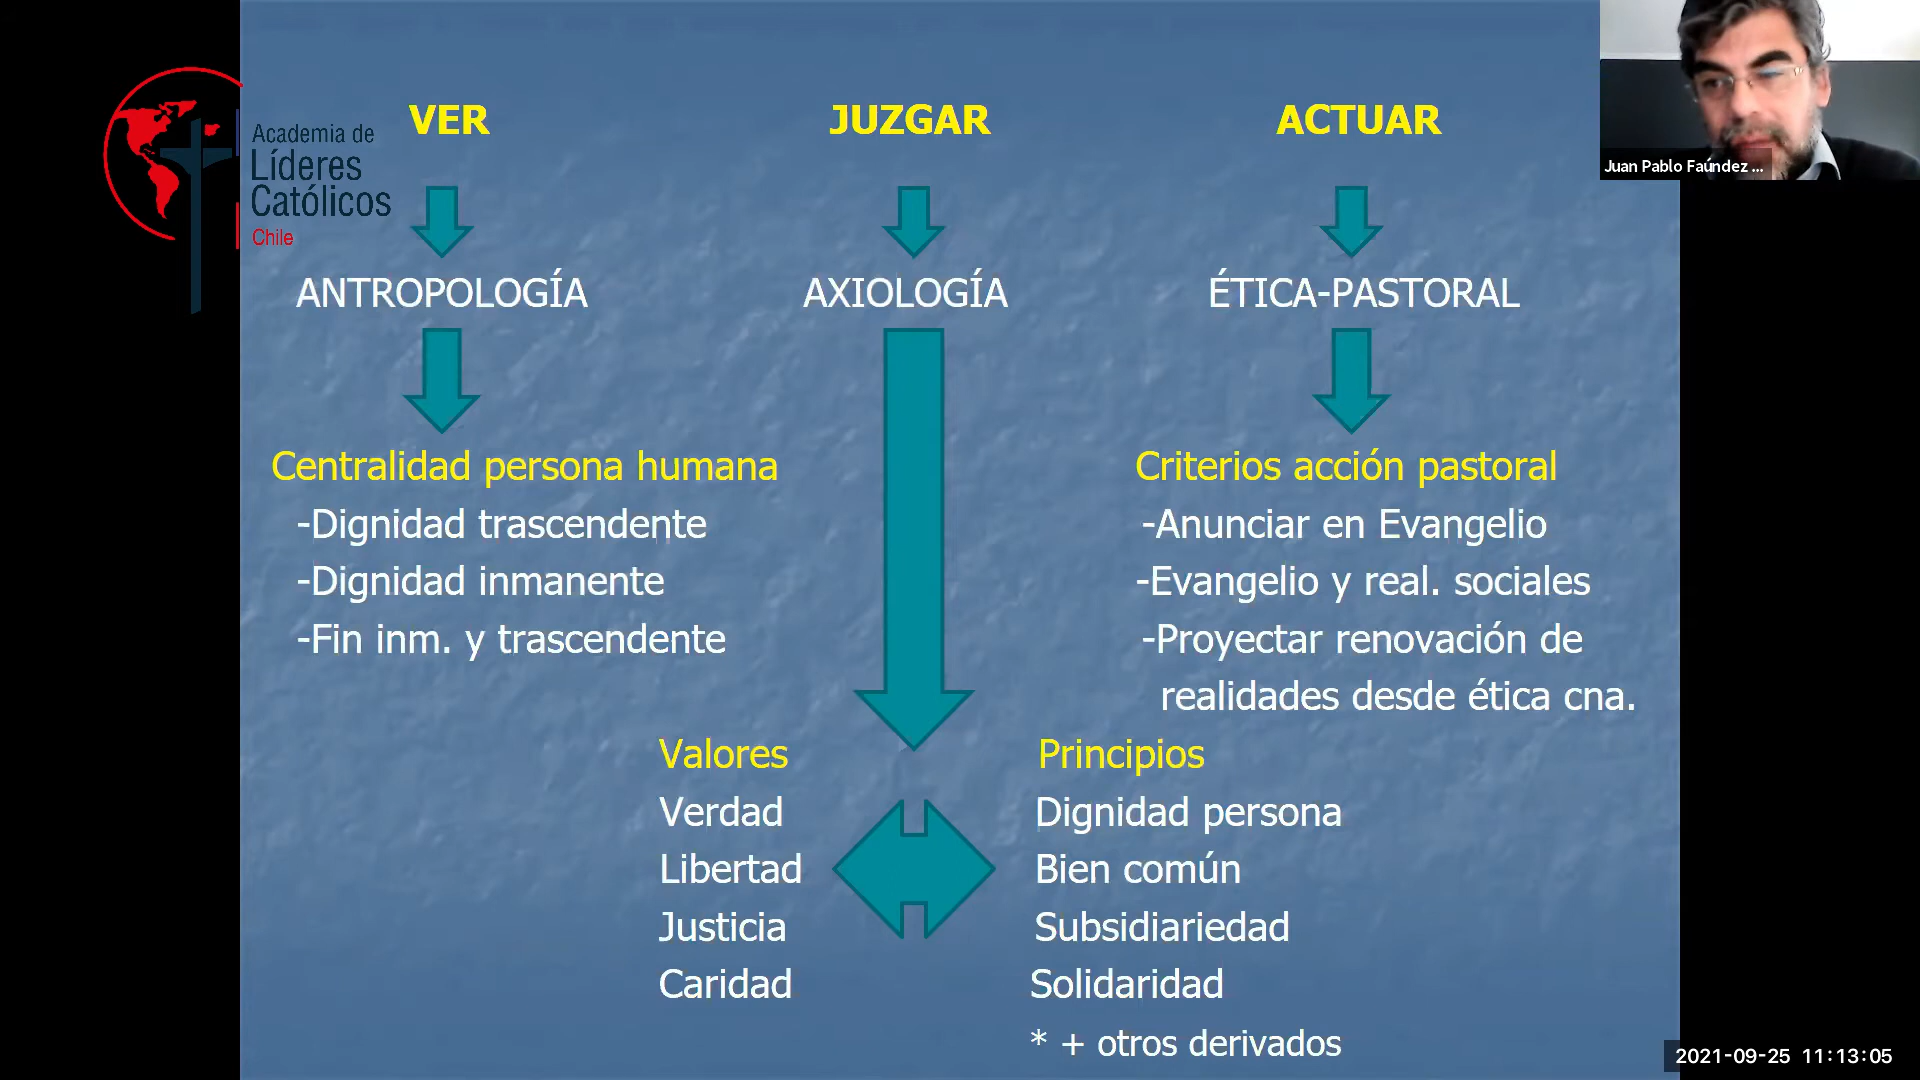 Academia de
Líderes
Católicos
Chile
VER
JUZGAR
ACTUAR
Juan Pablo Faúndez ...
ANTROPOLOGÍA
AXIOLOGÍA
ÉTICA-PASTORAL
Centralidad persona humana
-Dignidad trascendente
-Dignidad inmanente
-Fin inm. y trascendente
Criterios acción pastoral
-Anunciar en Evangelio
-Evangelio y real. sociales
-Proyectar renovación de
realidades desde ética cna.
Valores
Verdad
Libertad
Justicia
Caridad
Principios
Dignidad persona
Bien común
Subsidiariedad
Solidaridad
* + otros derivados
2021-09-25 11:13:05